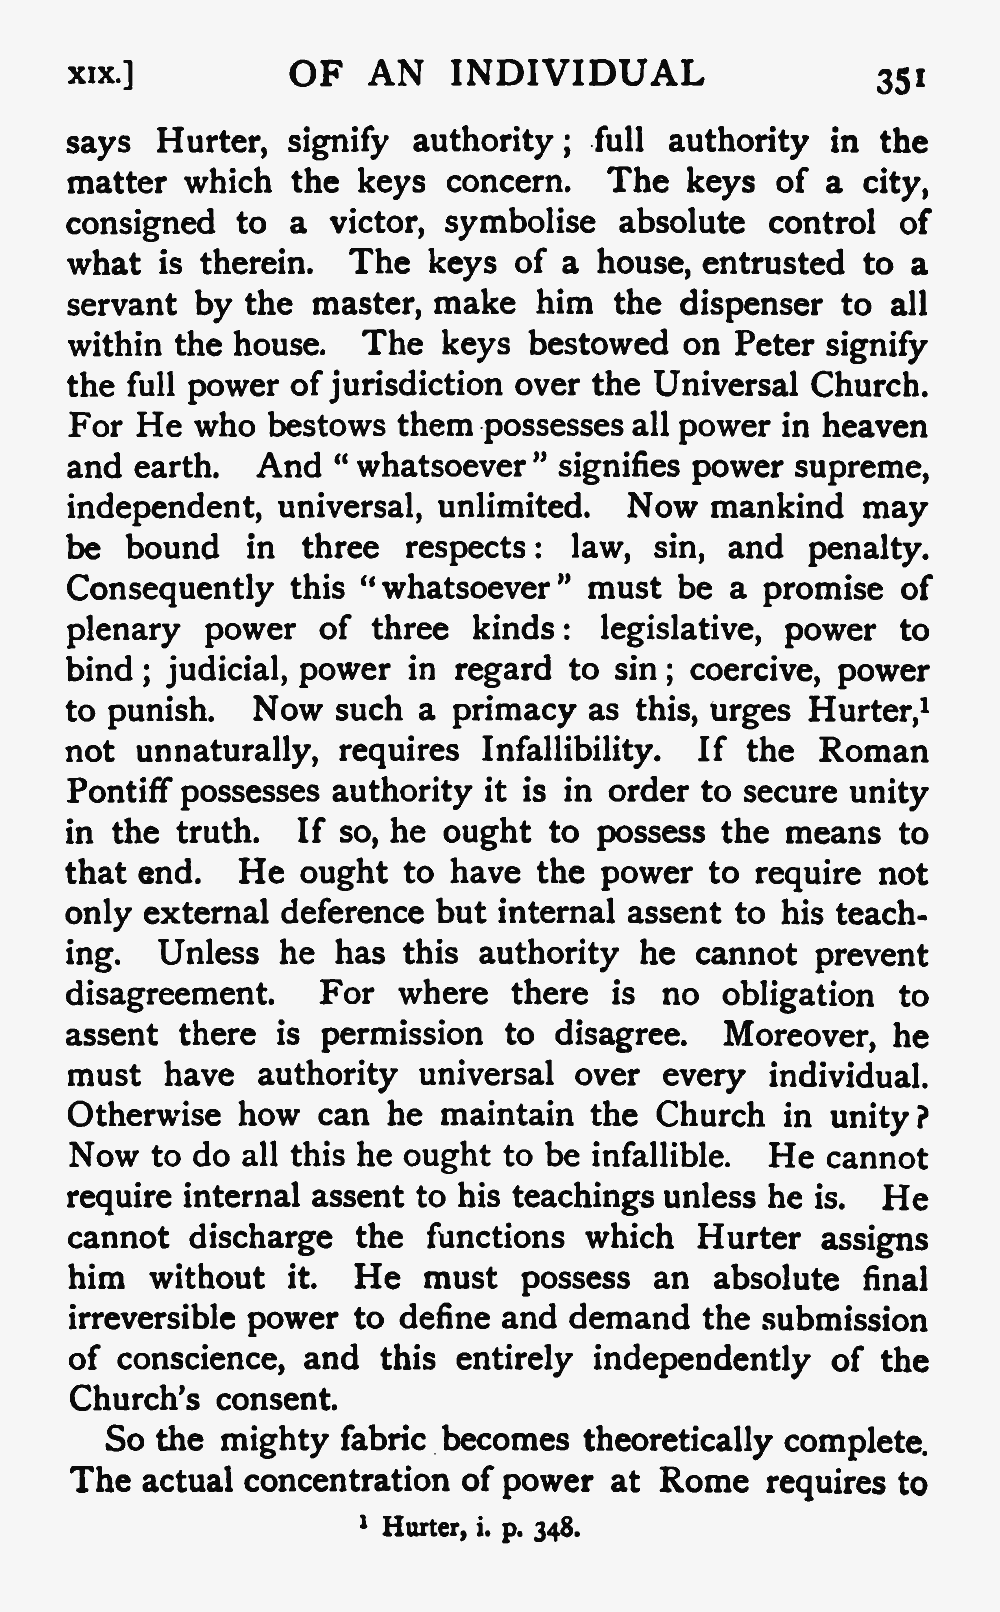 XIX.] OF AN INDIVIDUAL 351
says Hurter, signify authority; full authority in the
matter which the keys concern. The keys of a city,
consigned to a victor, symbolise absolute control of
what is therein. The keys of a house, entrusted to a
servant by the master, make him the dispenser to all
within the house. The keys bestowed on Peter signify
the full power of jurisdiction over the Universal Church.
For He who bestows them possesses all power in heaven
and earth. And “whatsoever” signifies power supreme,
independent, universal, unlimited. Now mankind may
be bound in three respects: law, sin, and penalty.
Consequently this “whatsoever” must be a promise of
plenary power of three kinds: legislative, power to
bind; judicial, power in regard to sin; coercive, power
to punish. Now such a primacy as this, urges Hurter,¹
not unnaturally, requires Infallibility. If the Roman
Pontiff possesses authority it is in order to secure unity
in the truth. If so, he ought to possess the means to
that end. He ought to have the power to require not
only external deference but internal assent to his teach-
ing. Unless he has this authority he cannot prevent
disagreement. For where there is no obligation to
assent there is permission to disagree. Moreover, he
must have authority universal over every individual.
Otherwise how can he maintain the Church in unity?
Now to do all this he ought to be infallible. He cannot
require internal assent to his teachings unless he is. He
cannot discharge the functions which Hurter assigns
him without it. He must possess an absolute final
irreversible power to define and demand the submission
of conscience, and this entirely independently of the
Church's consent.
So the mighty fabric becomes theoretically complete.
The actual concentration of power at Rome requires to
¹ Hurter, i. p. 348.